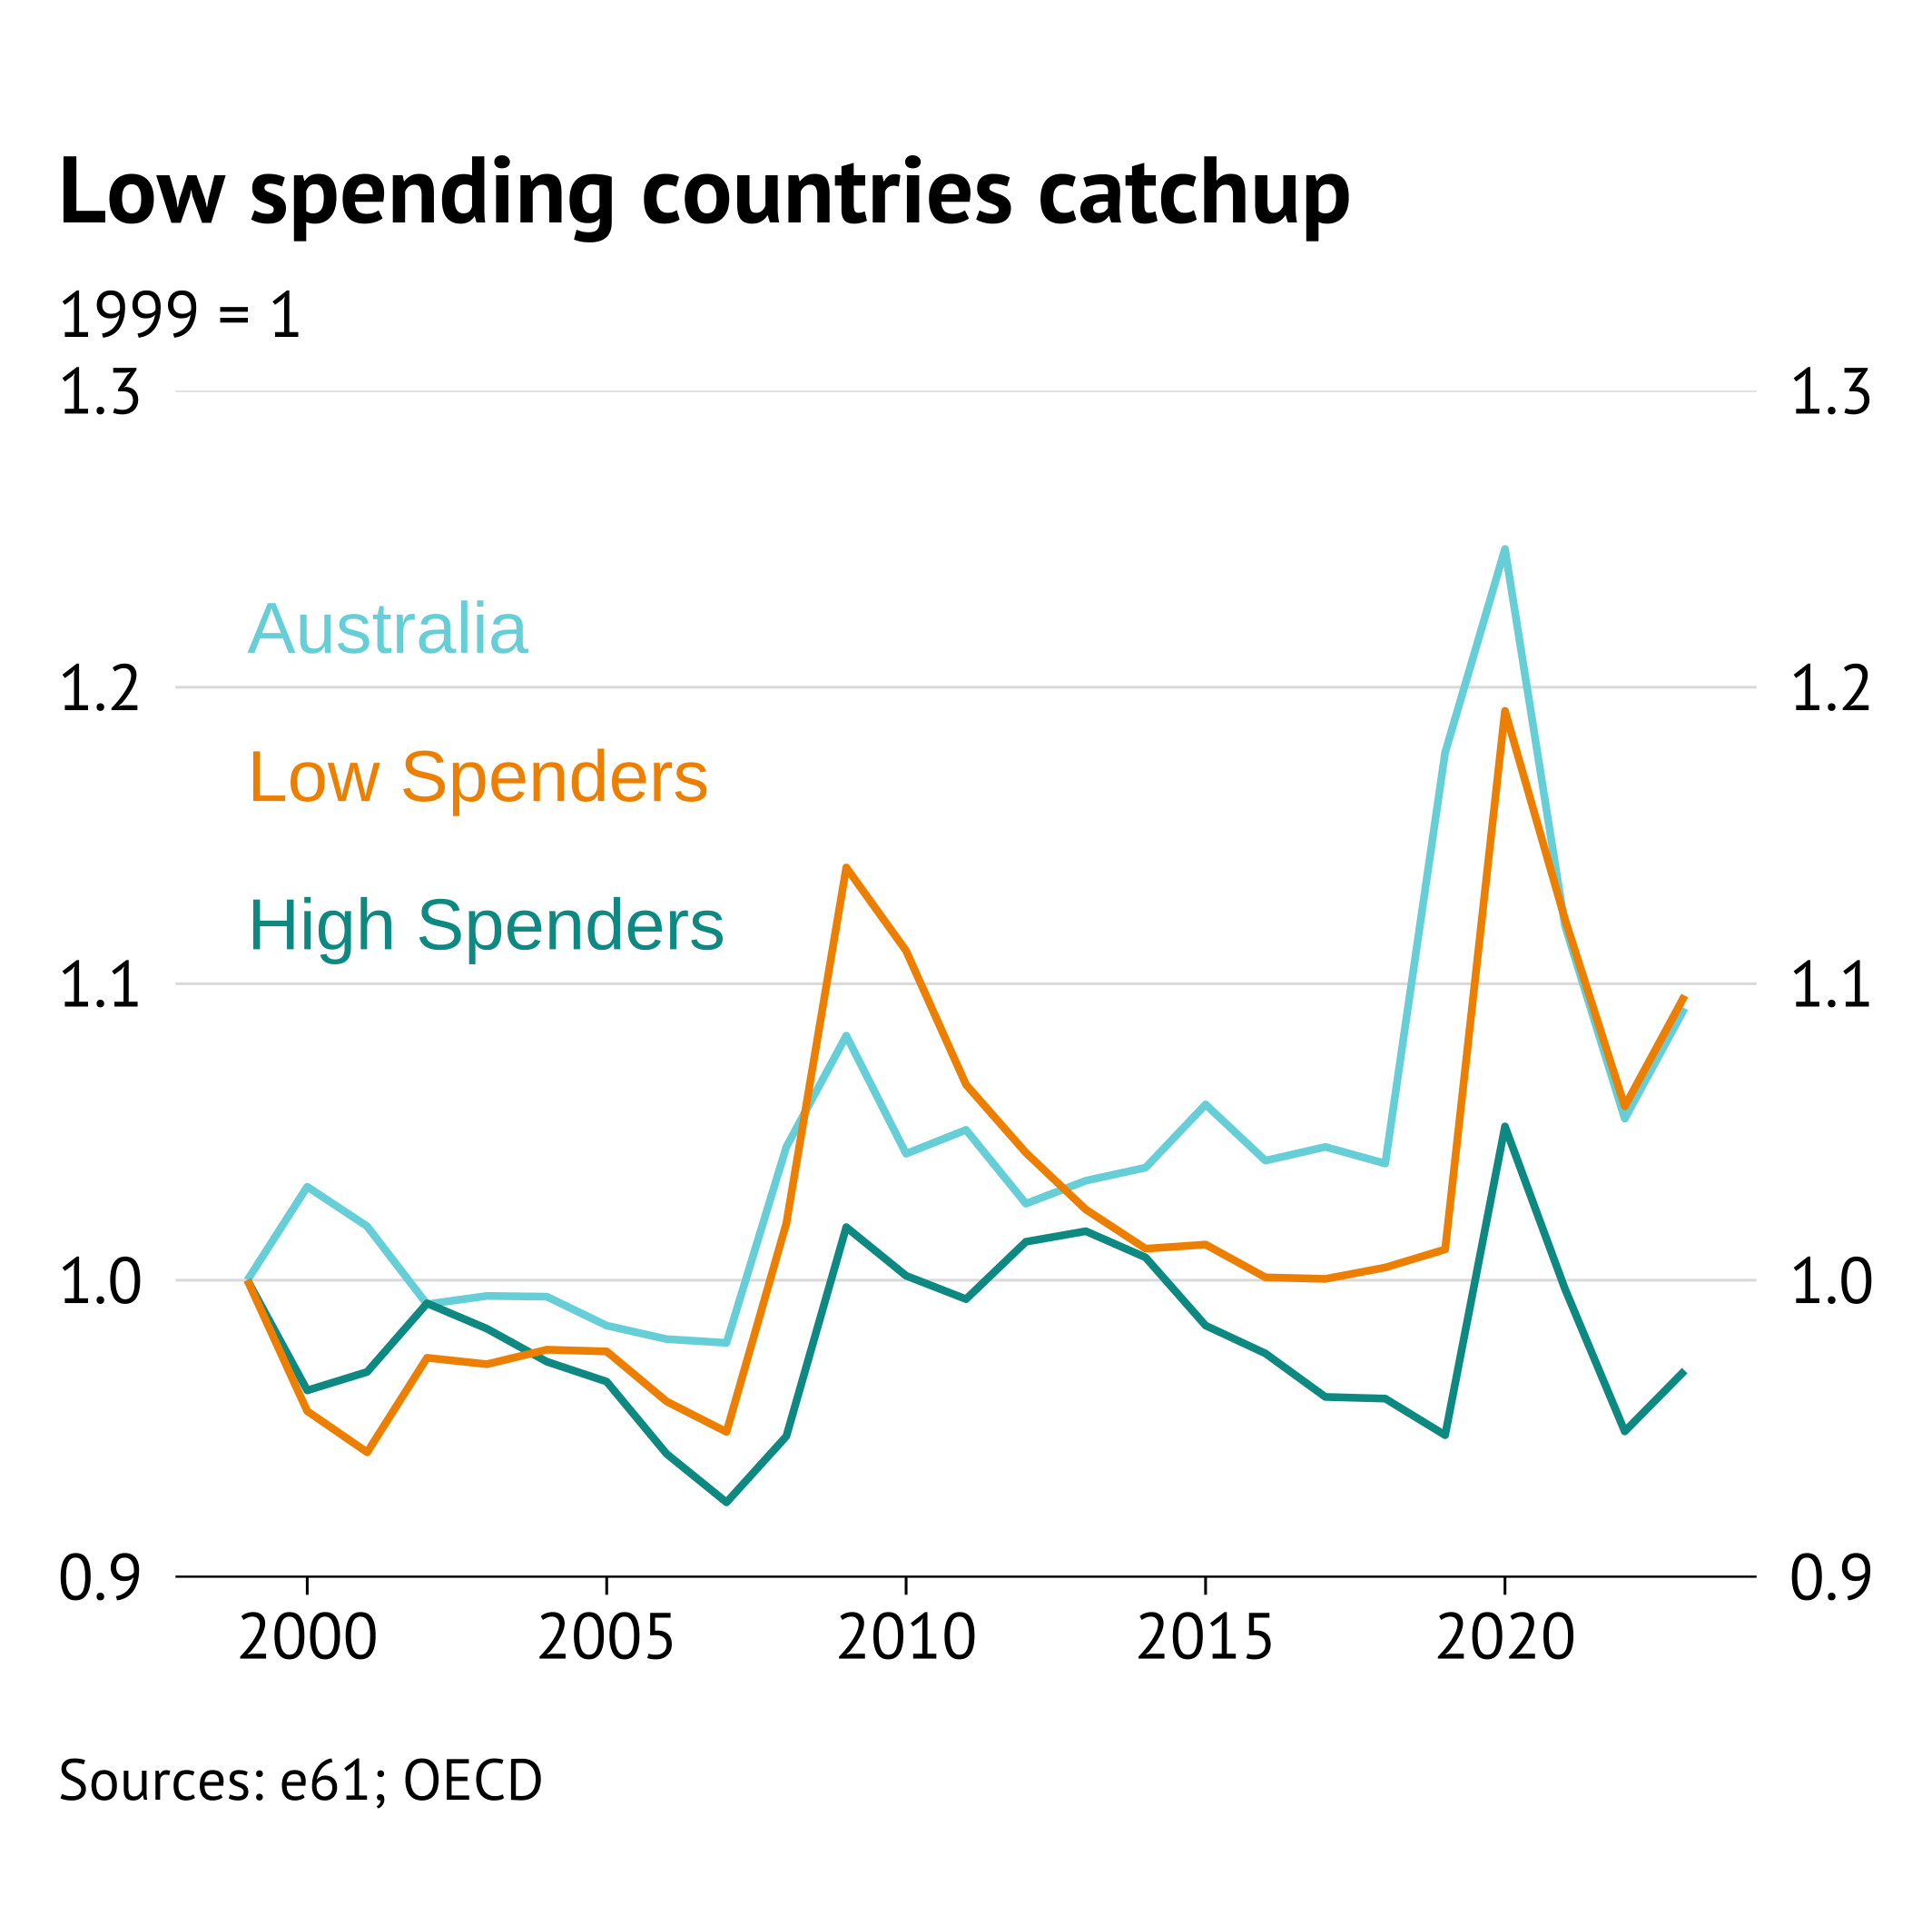 Low spending countries catchup
1999 = 1
1.3 1.3
Australia
1.2 1.2
Low Spenders
High Spenders
1.1 1.1
1.0 1.0
0.9 0.9
2000 2005 2010 2015 2020
Sources: e61; OECD